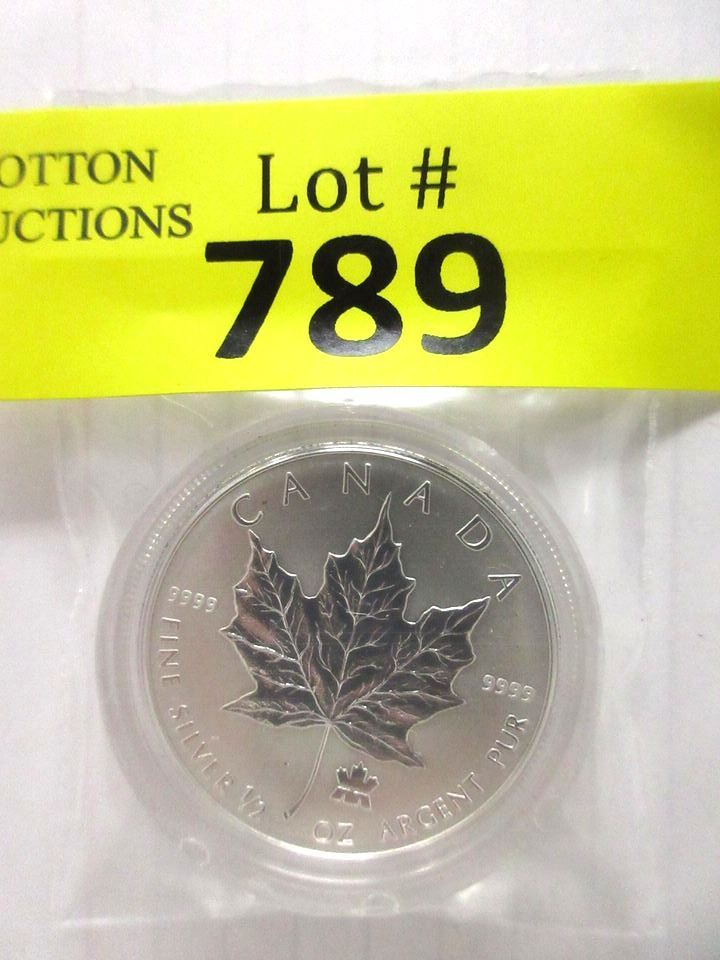 OTTON
UCTIONS
Lot #
789
CANADA
9999
9999
FINE SILVER 1/2 OZ ARGENT PUR